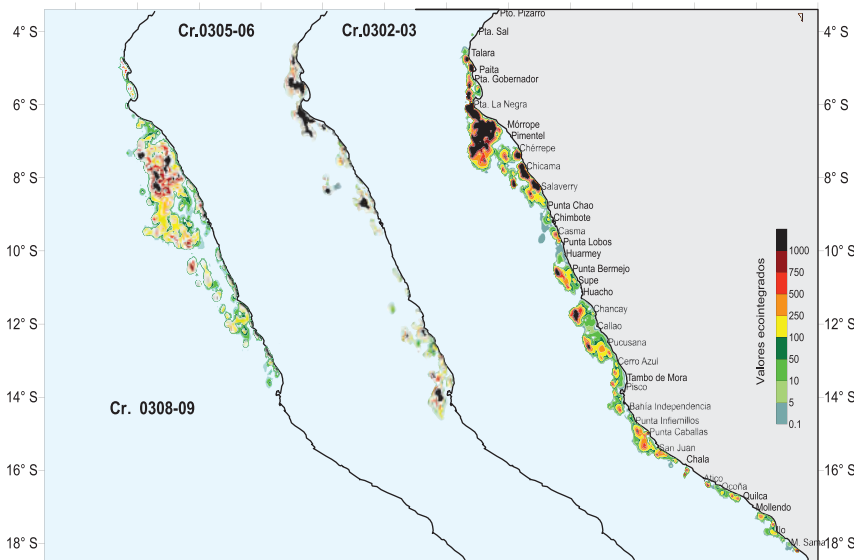 Pto. Pizarro
4° S
Cr.0305-06
Cr.0302-03
Pta. Sal
4° S
Talara
Paita
Pta. Gobernador
6° S
Pta. La Negra
6° S
Mórrope
Pimentel
Chérrepe
Chicama
8° S
Salaverry
8° S
Punta Chao
Chimbote
Casma
Punta Lobos
10° S
Huarmey
10° S
Punta Bermejo
Supe
Huacho
Chancay
12° S
Callao
12° S
Pucusana
Cerro Azul
Tambo de Mora
Pisco
14° S
14° S
Cr. 0308-09
Bahía Independencia
Punta Infiernillos
Punta Caballas
San Juan
Chala
16° S
16° S
Atico
Ocoña
Quilca
Mollendo
Ilo
18° S
M. Sama
18° S
Valores ecointegrados
1000
750
500
250
100
50
10
5
0.1